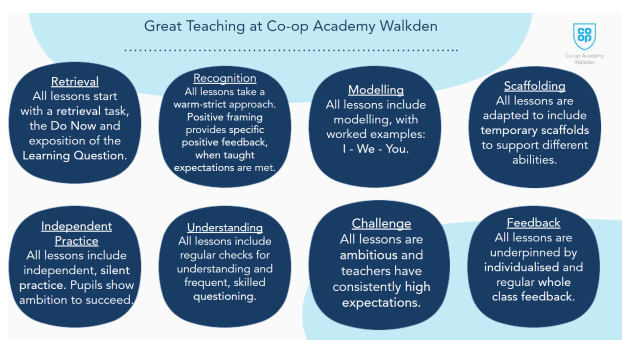 Great Teaching at Co-op Academy Walkden
co
op
Co-op Academy
Walkden
Retrieval
All lessons start
with a retrieval task,
the Do Now and
exposition of the
Learning Question.
Recognition
All lessons take a
warm-strict approach.
Positive framing
provides specific
positive feedback,
when taught
expectations are met.
Modelling
All lessons include
modelling, with
worked examples:
I - We - You.
Scaffolding
All lessons are
adapted to include
temporary scaffolds
to support different
abilities.
Independent
Practice
All lessons include
independent, silent
practice. Pupils show
ambition to succeed.
Understanding
All lessons include
regular checks for
understanding and
frequent, skilled
questioning.
Challenge
All lessons are
ambitious and
teachers have
consistently high
expectations.
Feedback
All lessons are
underpinned by
individualised and
regular whole
class feedback.